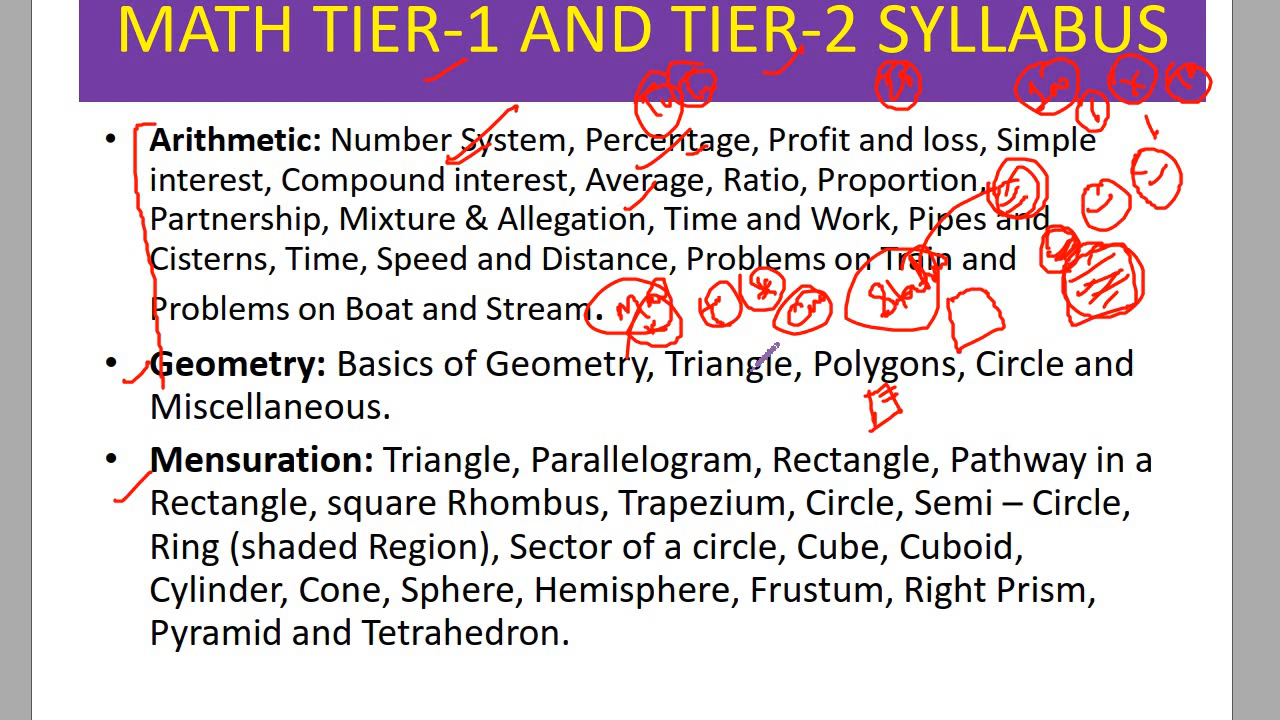 MATH TIER-1 AND TIER-2 SYLLABUS
• Arithmetic: Number System, Percentage, Profit and loss, Simple
interest, Compound interest, Average, Ratio, Proportion,
Partnership, Mixture & Allegation, Time and Work, Pipes and
Cisterns, Time, Speed and Distance, Problems on Train and
Problems on Boat and Stream.
• Geometry: Basics of Geometry, Triangle, Polygons, Circle and
Miscellaneous.
• Mensuration: Triangle, Parallelogram, Rectangle, Pathway in a
Rectangle, square Rhombus, Trapezium, Circle, Semi – Circle,
Ring (shaded Region), Sector of a circle, Cube, Cuboid,
Cylinder, Cone, Sphere, Hemisphere, Frustum, Right Prism,
Pyramid and Tetrahedron.